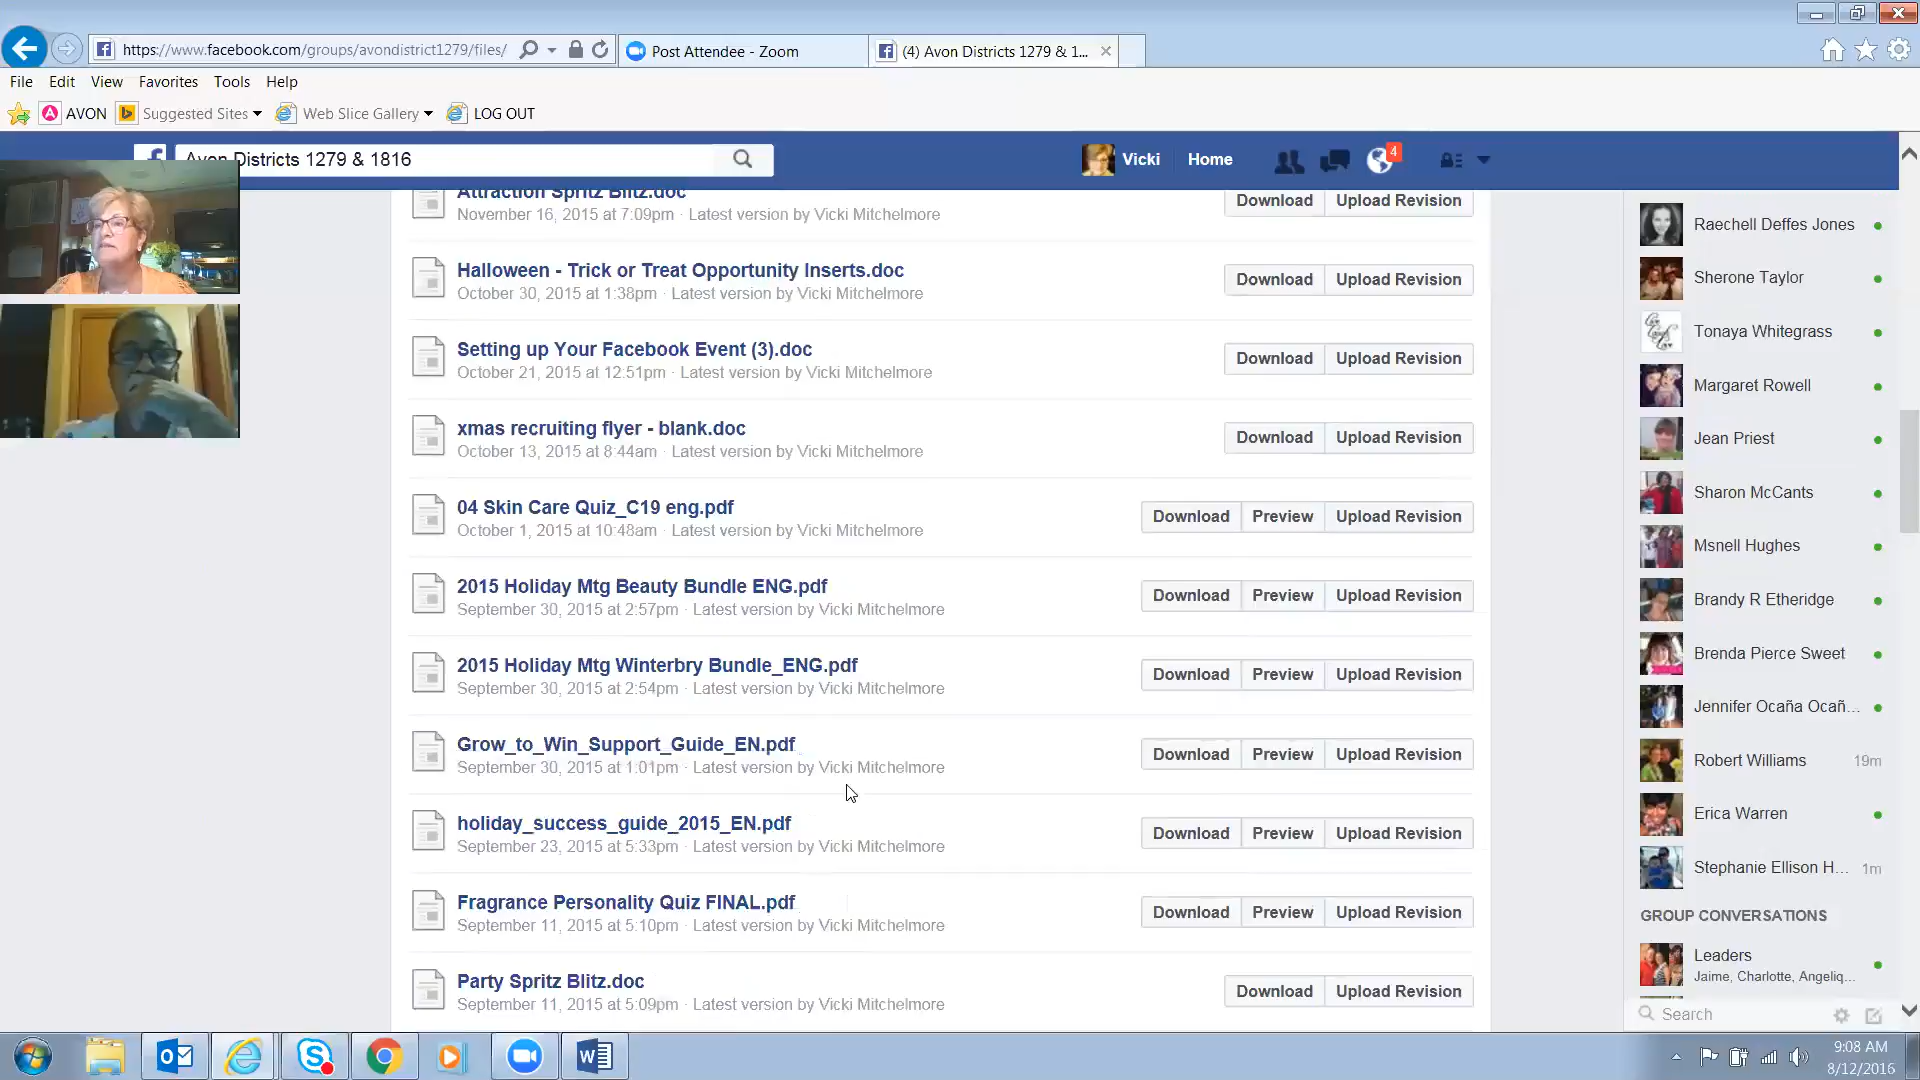 https://www.facebook.com/groups/avondistrict1279/files/
Post Attendee - Zoom
(4) Avon Districts 1279 & 1...
File Edit View Favorites Tools Help
AVON Suggested Sites Web Slice Gallery LOG OUT
Avon Districts 1279 & 1816
Vicki Home 4
Attraction Spritz Blitz.doc
November 16, 2015 at 7:09pm · Latest version by Vicki Mitchelmore
Download Upload Revision
Halloween - Trick or Treat Opportunity Inserts.doc
October 30, 2015 at 1:38pm · Latest version by Vicki Mitchelmore
Download Upload Revision
Setting up Your Facebook Event (3).doc
October 21, 2015 at 12:51pm · Latest version by Vicki Mitchelmore
Download Upload Revision
xmas recruiting flyer - blank.doc
October 13, 2015 at 8:44am · Latest version by Vicki Mitchelmore
Download Upload Revision
04 Skin Care Quiz_C19 eng.pdf
October 1, 2015 at 10:48am · Latest version by Vicki Mitchelmore
Download Preview Upload Revision
2015 Holiday Mtg Beauty Bundle ENG.pdf
September 30, 2015 at 2:57pm · Latest version by Vicki Mitchelmore
Download Preview Upload Revision
2015 Holiday Mtg Winterbry Bundle_ENG.pdf
September 30, 2015 at 2:54pm · Latest version by Vicki Mitchelmore
Download Preview Upload Revision
Grow_to_Win_Support_Guide_EN.pdf
September 30, 2015 at 1:01pm · Latest version by Vicki Mitchelmore
Download Preview Upload Revision
holiday_success_guide_2015_EN.pdf
September 23, 2015 at 5:33pm · Latest version by Vicki Mitchelmore
Download Preview Upload Revision
Fragrance Personality Quiz FINAL.pdf
September 11, 2015 at 5:10pm · Latest version by Vicki Mitchelmore
Download Preview Upload Revision
Party Spritz Blitz.doc
September 11, 2015 at 5:09pm · Latest version by Vicki Mitchelmore
Download Upload Revision
Raechell Deffes Jones
Sherone Taylor
Tonaya Whitegrass
Margaret Rowell
Jean Priest
Sharon McCants
Msnell Hughes
Brandy R Etheridge
Brenda Pierce Sweet
Jennifer Ocaña Ocañ...
Robert Williams 19m
Erica Warren
Stephanie Ellison H... 1m
GROUP CONVERSATIONS
Leaders
Jaime, Charlotte, Angeliq...
Search
9:08 AM
8/12/2016